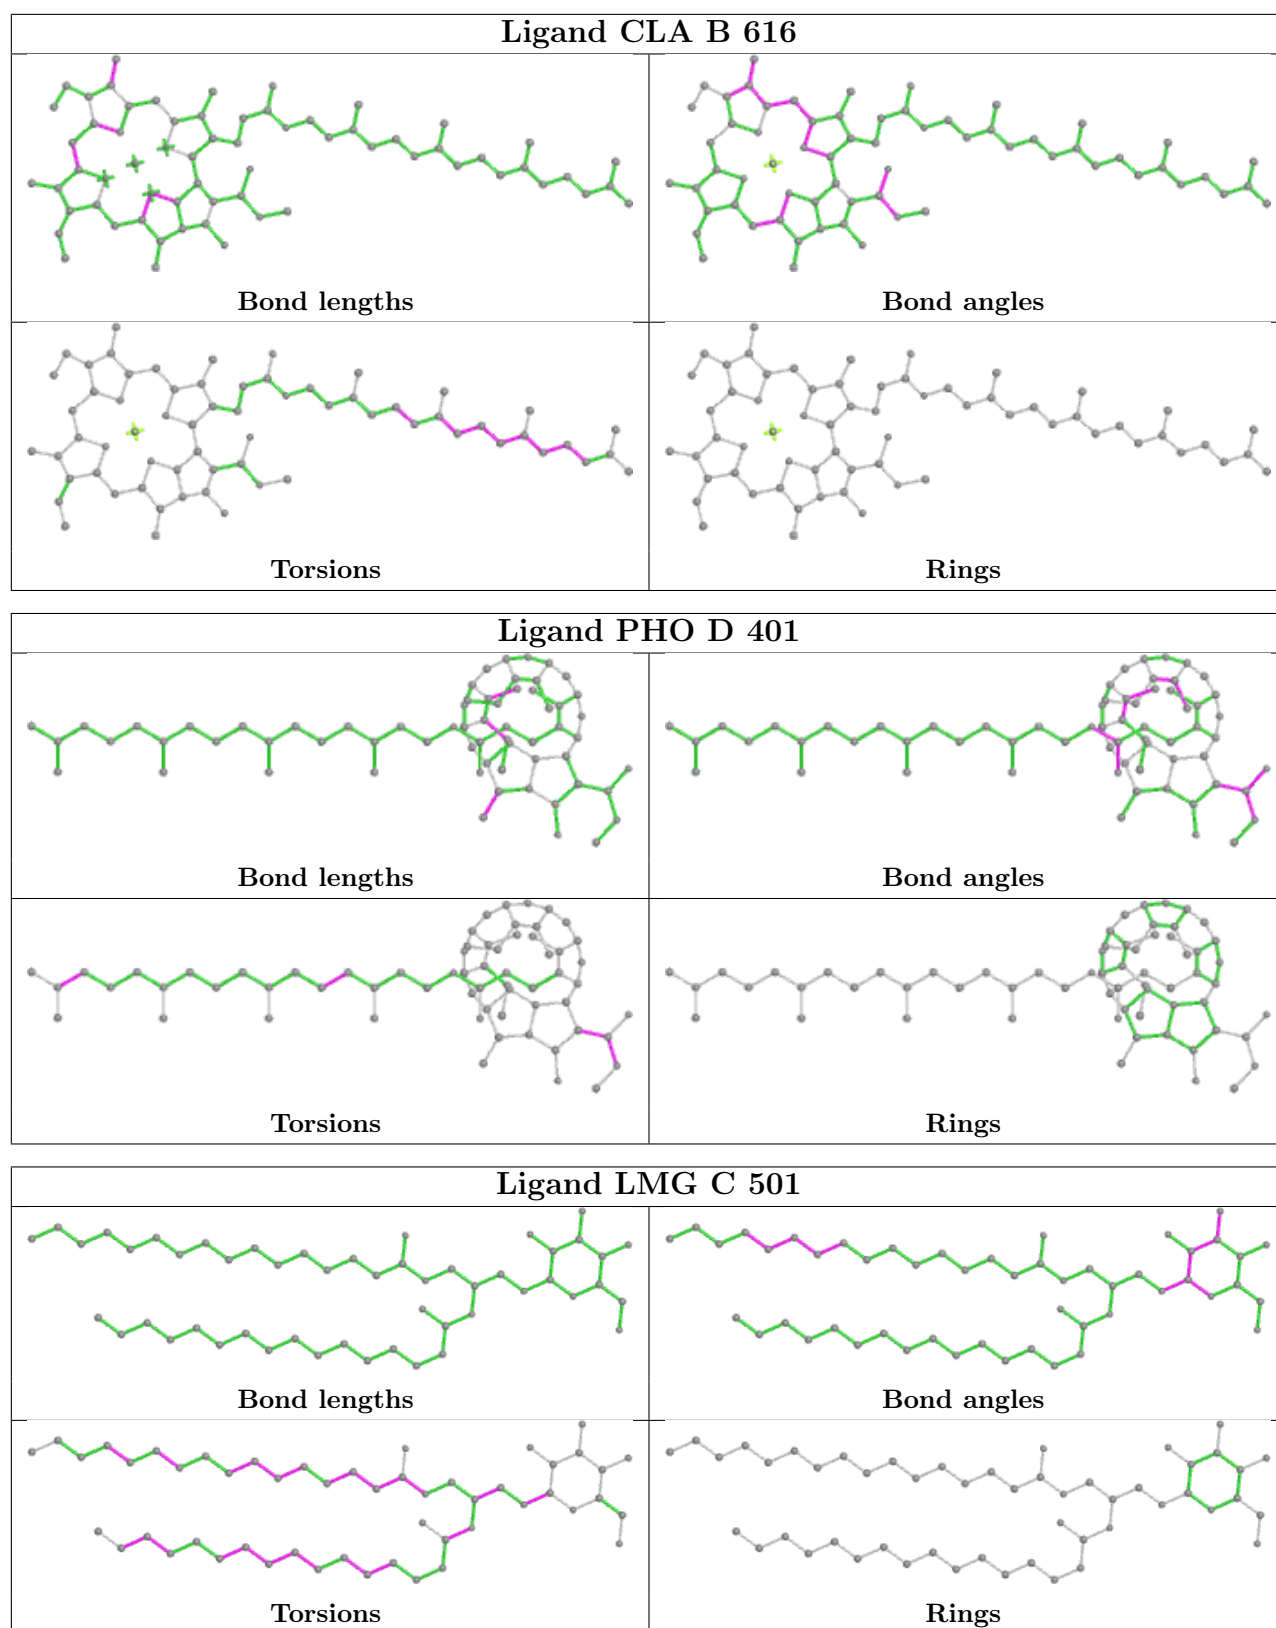 Ligand CLA B 616
Bond lengths
Bond angles
Torsions
Rings
Ligand PHO D 401
Bond lengths
Bond angles
Torsions
Rings
Ligand LMG C 501
Bond lengths
Bond angles
Torsions
Rings